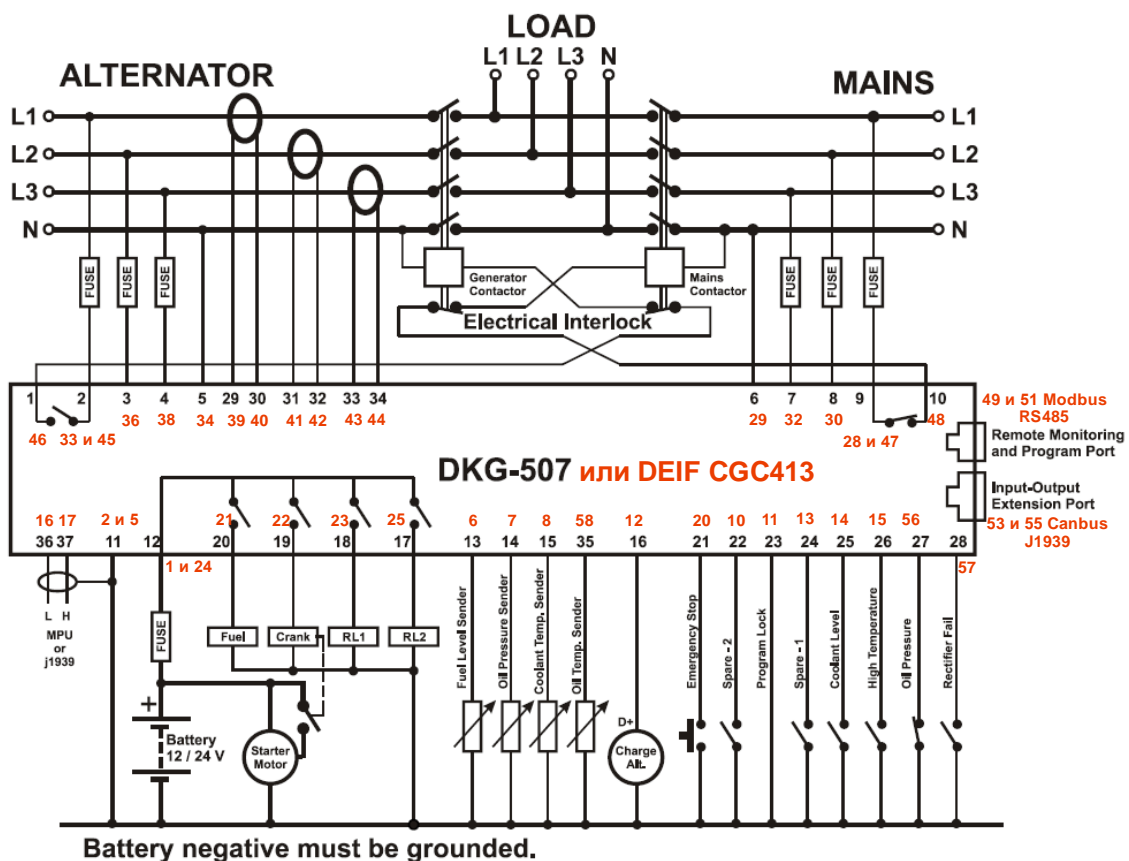 LOAD
L1 L2 L3 N
ALTERNATOR
MAINS
L1
L1
L2
L2
L3
L3
N
N
FUSE FUSE FUSE
Generator
Contactor
Mains
Contactor
FUSE FUSE FUSE
Electrical Interlock
1 2 3 4 5 29 30 31 32 33 34 6 7 8 9 10
46 33 и 45 36 38 34 39 40 41 42 43 44 29 32 30 28 и 47 48
49 и 51 Modbus
RS485
Remote Monitoring
and Program Port
DKG-507 или DEIF CGC413
Input-Output
Extension Port
53 и 55 Canbus
J1939
16 17 2 и 5 21 22 23 25 6 7 8 58 12 20 10 11 13 14 15 56
36 37 11 12 20 19 18 17 13 14 15 35 16 21 22 23 24 25 26 27 28
1 и 24
57
L H
MPU
or
j1939
FUSE
Fuel Crank RL1 RL2
Fuel Level Sender
Oil Pressure Sender
Coolant Temp. Sender
Oil Temp. Sender
Emergency Stop
Spare -2
Program Lock
Spare -1
Coolant Level
High Temperature
Oil Pressure
Rectifier Fail
+
Battery
12 / 24 V
Starter
Motor
D+
Charge
Alt.
Battery negative must be grounded.